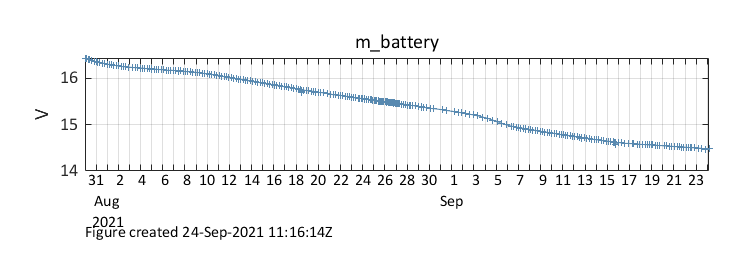 m_battery
16
15
14
V
31 2 4 6 8 10 12 14 16 18 20 22 24 26 28 30 1 3 5 7 9 11 13 15 17 19 21 23
Aug Sep
2021
Figure created 24-Sep-2021 11:16:14Z